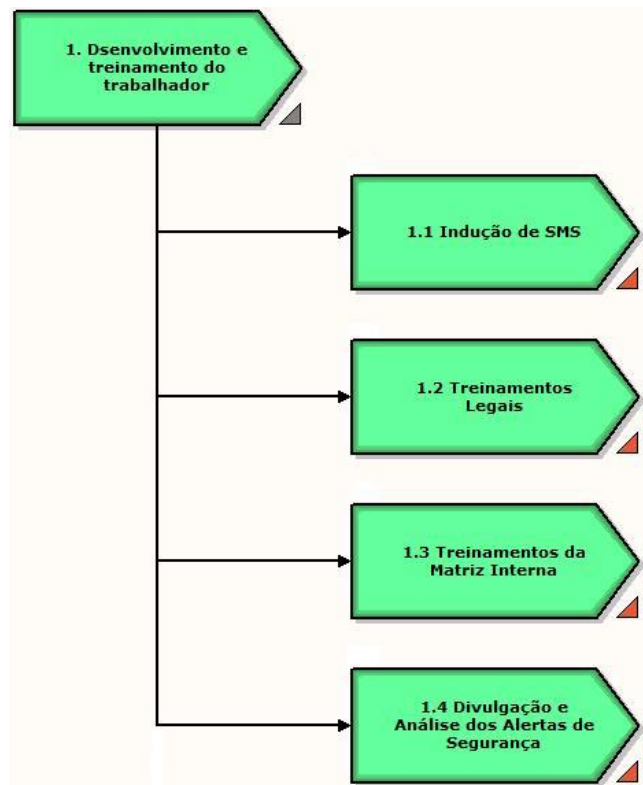 1. Dsenvolvimento e
treinamento do
trabalhador
1.1 Indução de SMS
1.2 Treinamentos
Legais
1.3 Treinamentos da
Matriz Interna
1.4 Divulgação e
Análise dos Alertas de
Segurança